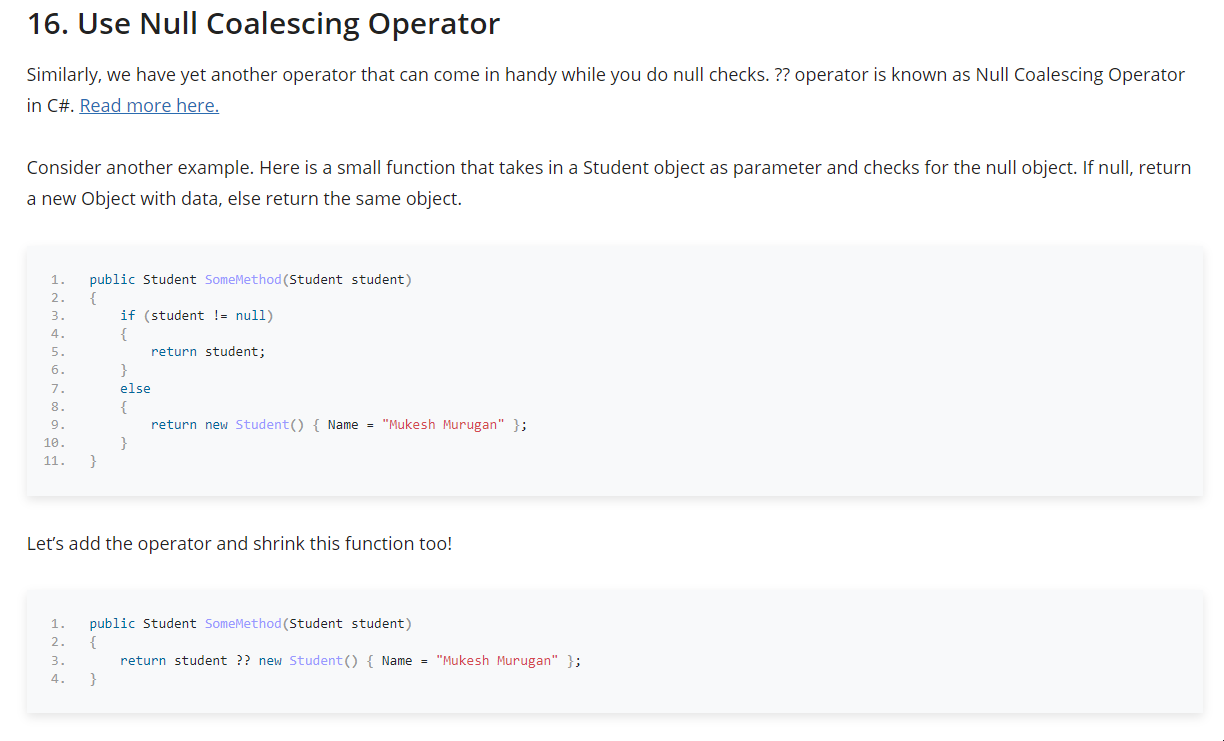 16. Use Null Coalescing Operator
Similarly, we have yet another operator that can come in handy while you do null checks. ?? operator is known as Null Coalescing Operator
in C#. Read more here.
Consider another example. Here is a small function that takes in a Student object as parameter and checks for the null object. If null, return
a new Object with data, else return the same object.
1. public Student SomeMethod(Student student)
2. {
3.     if (student != null)
4.     {
5.         return student;
6.     }
7.     else
8.     {
9.         return new Student() { Name = "Mukesh Murugan" };
10.     }
11. }
Let’s add the operator and shrink this function too!
1. public Student SomeMethod(Student student)
2. {
3.     return student ?? new Student() { Name = "Mukesh Murugan" };
4. }